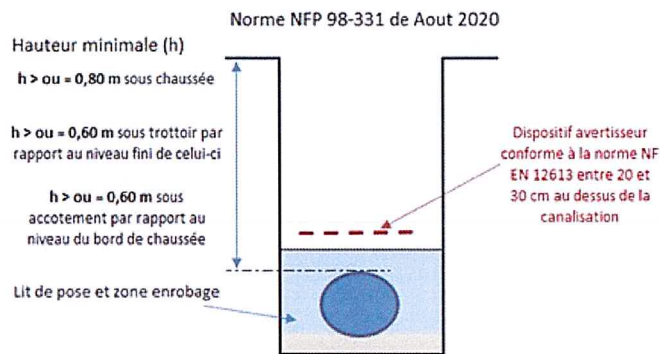 Norme NFP 98-331 de Aout 2020
Hauteur minimale (h)
h > ou = 0,80 m sous chaussée
h > ou = 0,60 m sous trottoir par
rapport au niveau fini de celui-ci
h > ou = 0,60 m sous
accotement par rapport au
niveau du bord de chaussée
Lit de pose et zone enrobage
Dispositif avertisseur
conforme à la norme NF
EN 12613 entre 20 et
30 cm au dessus de la
canalisation